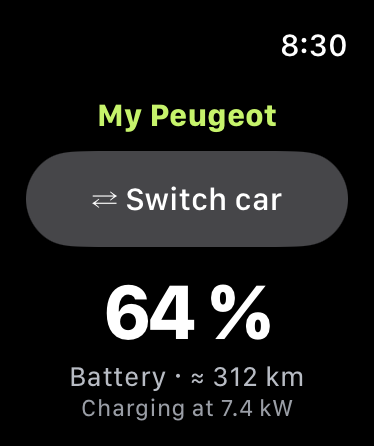 8:30
My Peugeot
⇄ Switch car
64 %
Battery · ≈ 312 km
Charging at 7.4 kW